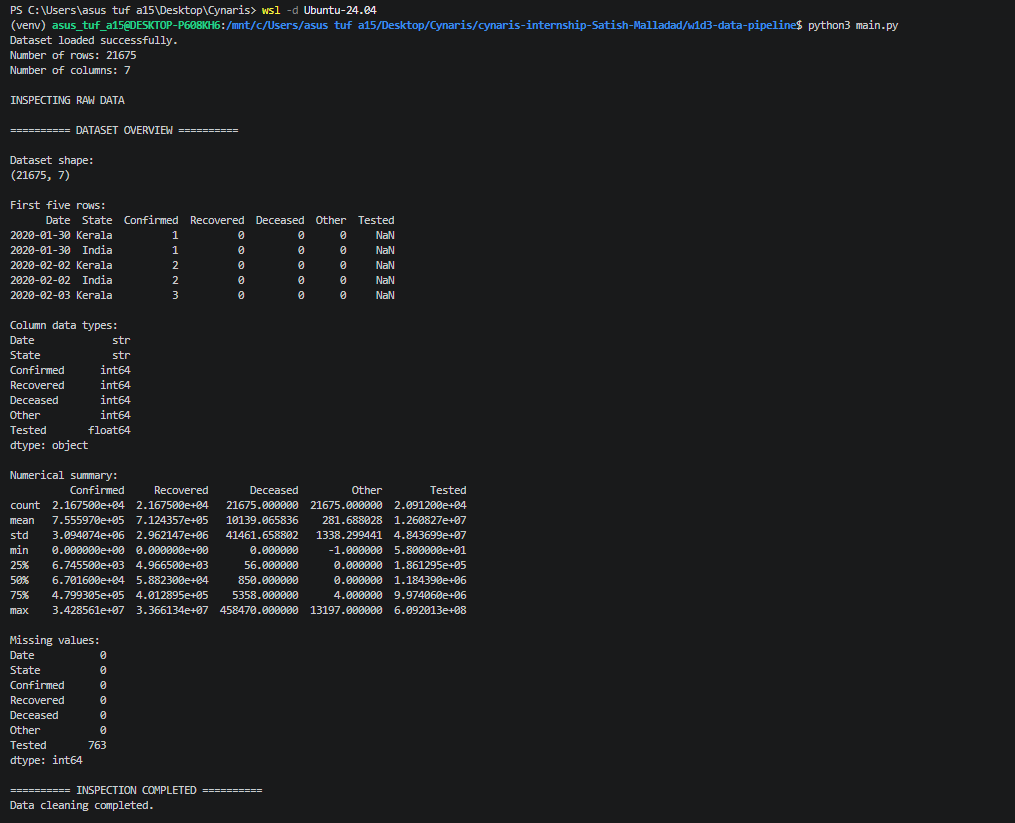 PS C:\Users\asus tuf a15\Desktop\Cynaris> wsl -d Ubuntu-24.04
(venv) asus_tuf_a15@DESKTOP-P608KH6:/mnt/c/Users/asus tuf a15/Desktop/Cynaris/cynaris-internship-Satish-Malladad/w1d3-data-pipeline$ python3 main.py
Dataset loaded successfully.
Number of rows: 21675
Number of columns: 7

INSPECTING RAW DATA

========== DATASET OVERVIEW ==========

Dataset shape:
(21675, 7)

First five rows:
      Date  State  Confirmed  Recovered  Deceased  Other  Tested
2020-01-30 Kerala          1          0         0      0     NaN
2020-01-30  India          1          0         0      0     NaN
2020-02-02 Kerala          2          0         0      0     NaN
2020-02-02  India          2          0         0      0     NaN
2020-02-03 Kerala          3          0         0      0     NaN

Column data types:
Date             str
State            str
Confirmed      int64
Recovered      int64
Deceased       int64
Other          int64
Tested       float64
dtype: object

Numerical summary:
          Confirmed     Recovered       Deceased         Other        Tested
count  2.167500e+04  2.167500e+04   21675.000000  21675.000000  2.091200e+04
mean   7.555970e+05  7.124357e+05   10139.065836    281.688028  1.260827e+07
std    3.094074e+06  2.962147e+06   41461.658802   1338.299441  4.843699e+07
min    0.000000e+00  0.000000e+00       0.000000     -1.000000  5.800000e+01
25%    6.745500e+03  4.966500e+03      56.000000      0.000000  1.861295e+05
50%    6.701600e+04  5.882300e+04     850.000000      0.000000  1.184390e+06
75%    4.799305e+05  4.012895e+05    5358.000000      4.000000  9.974060e+06
max    3.428561e+07  3.366134e+07  458470.000000  13197.000000  6.092013e+08

Missing values:
Date           0
State          0
Confirmed      0
Recovered      0
Deceased       0
Other          0
Tested       763
dtype: int64

========== INSPECTION COMPLETED ==========
Data cleaning completed.